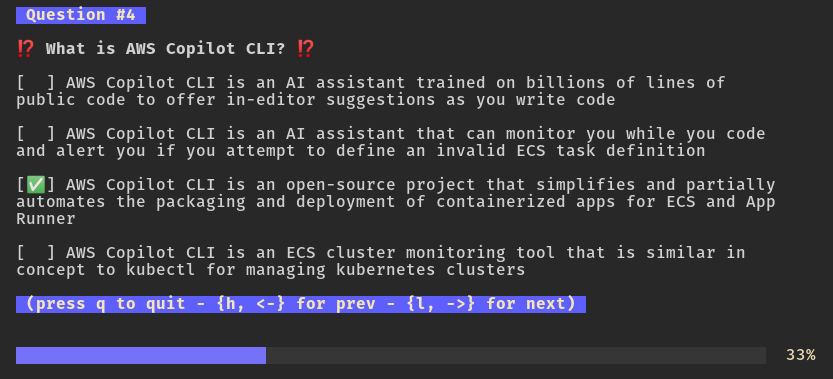 Question #4
⁉️ What is AWS Copilot CLI? ⁉️
[  ] AWS Copilot CLI is an AI assistant trained on billions of lines of
public code to offer in-editor suggestions as you write code
[  ] AWS Copilot CLI is an AI assistant that can monitor you while you code
and alert you if you attempt to define an invalid ECS task definition
[✅] AWS Copilot CLI is an open-source project that simplifies and partially
automates the packaging and deployment of containerized apps for ECS and App
Runner
[  ] AWS Copilot CLI is an ECS cluster monitoring tool that is similar in
concept to kubectl for managing kubernetes clusters
(press q to quit - {h, <-} for prev - {l, ->} for next)
33%